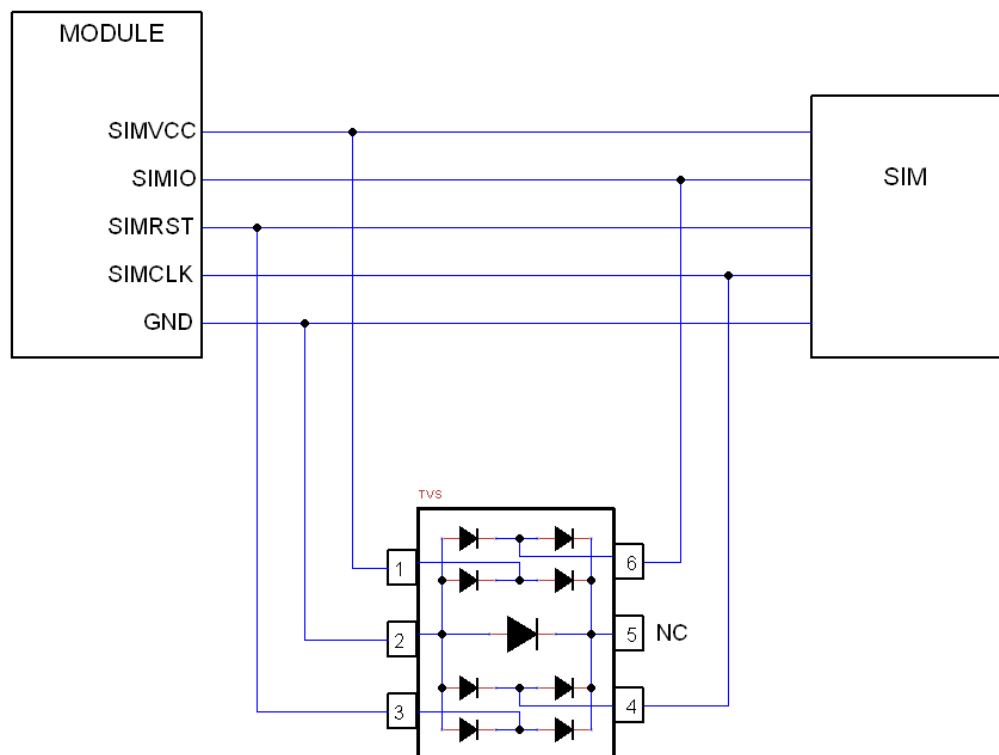 MODULE
SIMVCC
SIMIO
SIM
SIMRST
SIMCLK
GND
TVS
1
6
2
5
NC
3
4